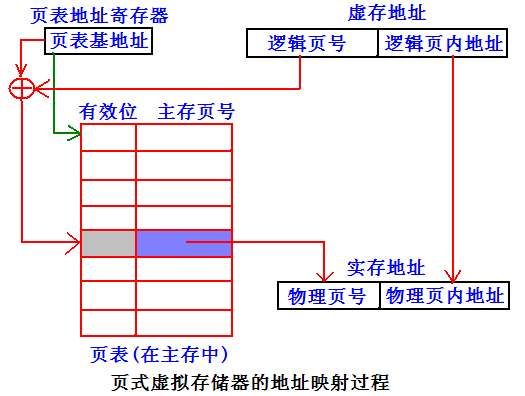 页表地址寄存器
虚存地址
页表基地址
逻辑页号
逻辑页内地址
有效位
主存页号
实存地址
物理页号
物理页内地址
页表(在主存中)
页式虚拟存储器的地址映射过程